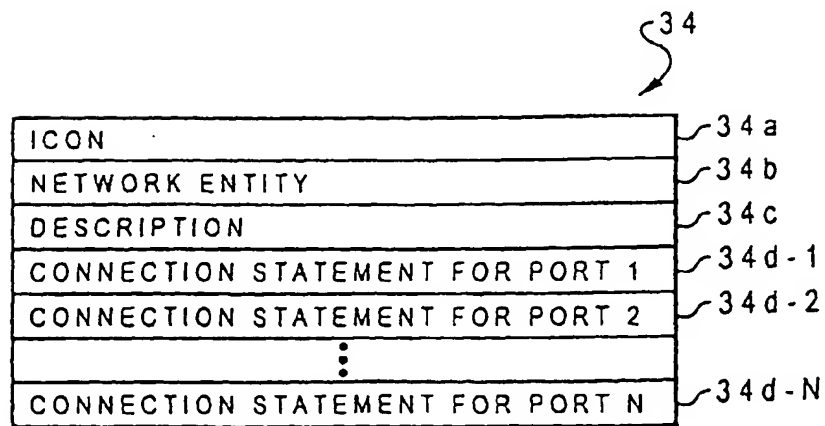 34
ICON 34a
NETWORK ENTITY 34b
DESCRIPTION 34c
CONNECTION STATEMENT FOR PORT 1 34d-1
CONNECTION STATEMENT FOR PORT 2 34d-2
⋮
CONNECTION STATEMENT FOR PORT N 34d-N